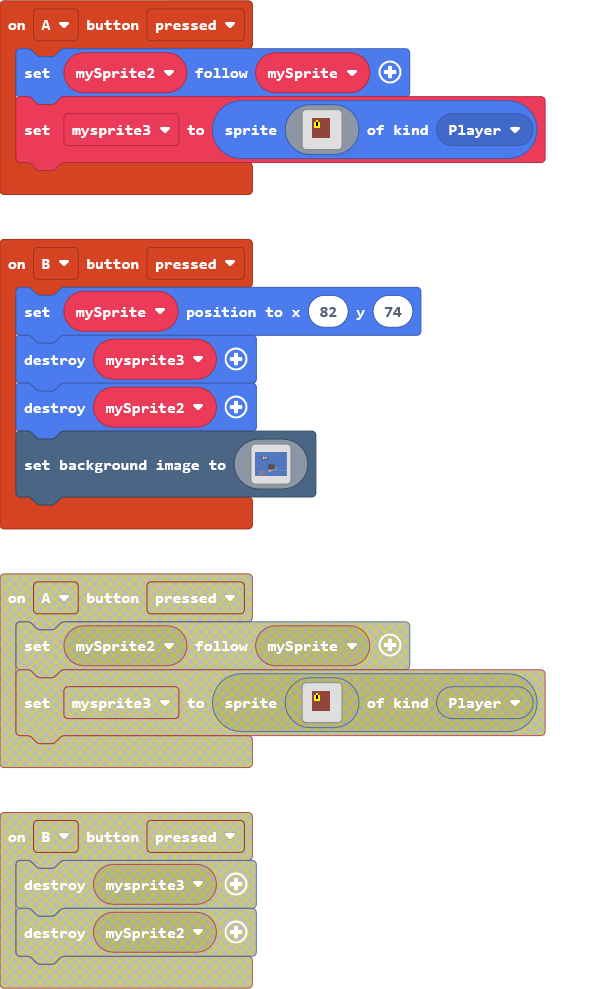 on A button pressed
set mySprite2 follow mySprite
set mysprite3 to sprite of kind Player
on B button pressed
set mySprite position to x 82 y 74
destroy mysprite3
destroy mySprite2
set background image to
on A button pressed
set mySprite2 follow mySprite
set mysprite3 to sprite of kind Player
on B button pressed
destroy mysprite3
destroy mySprite2